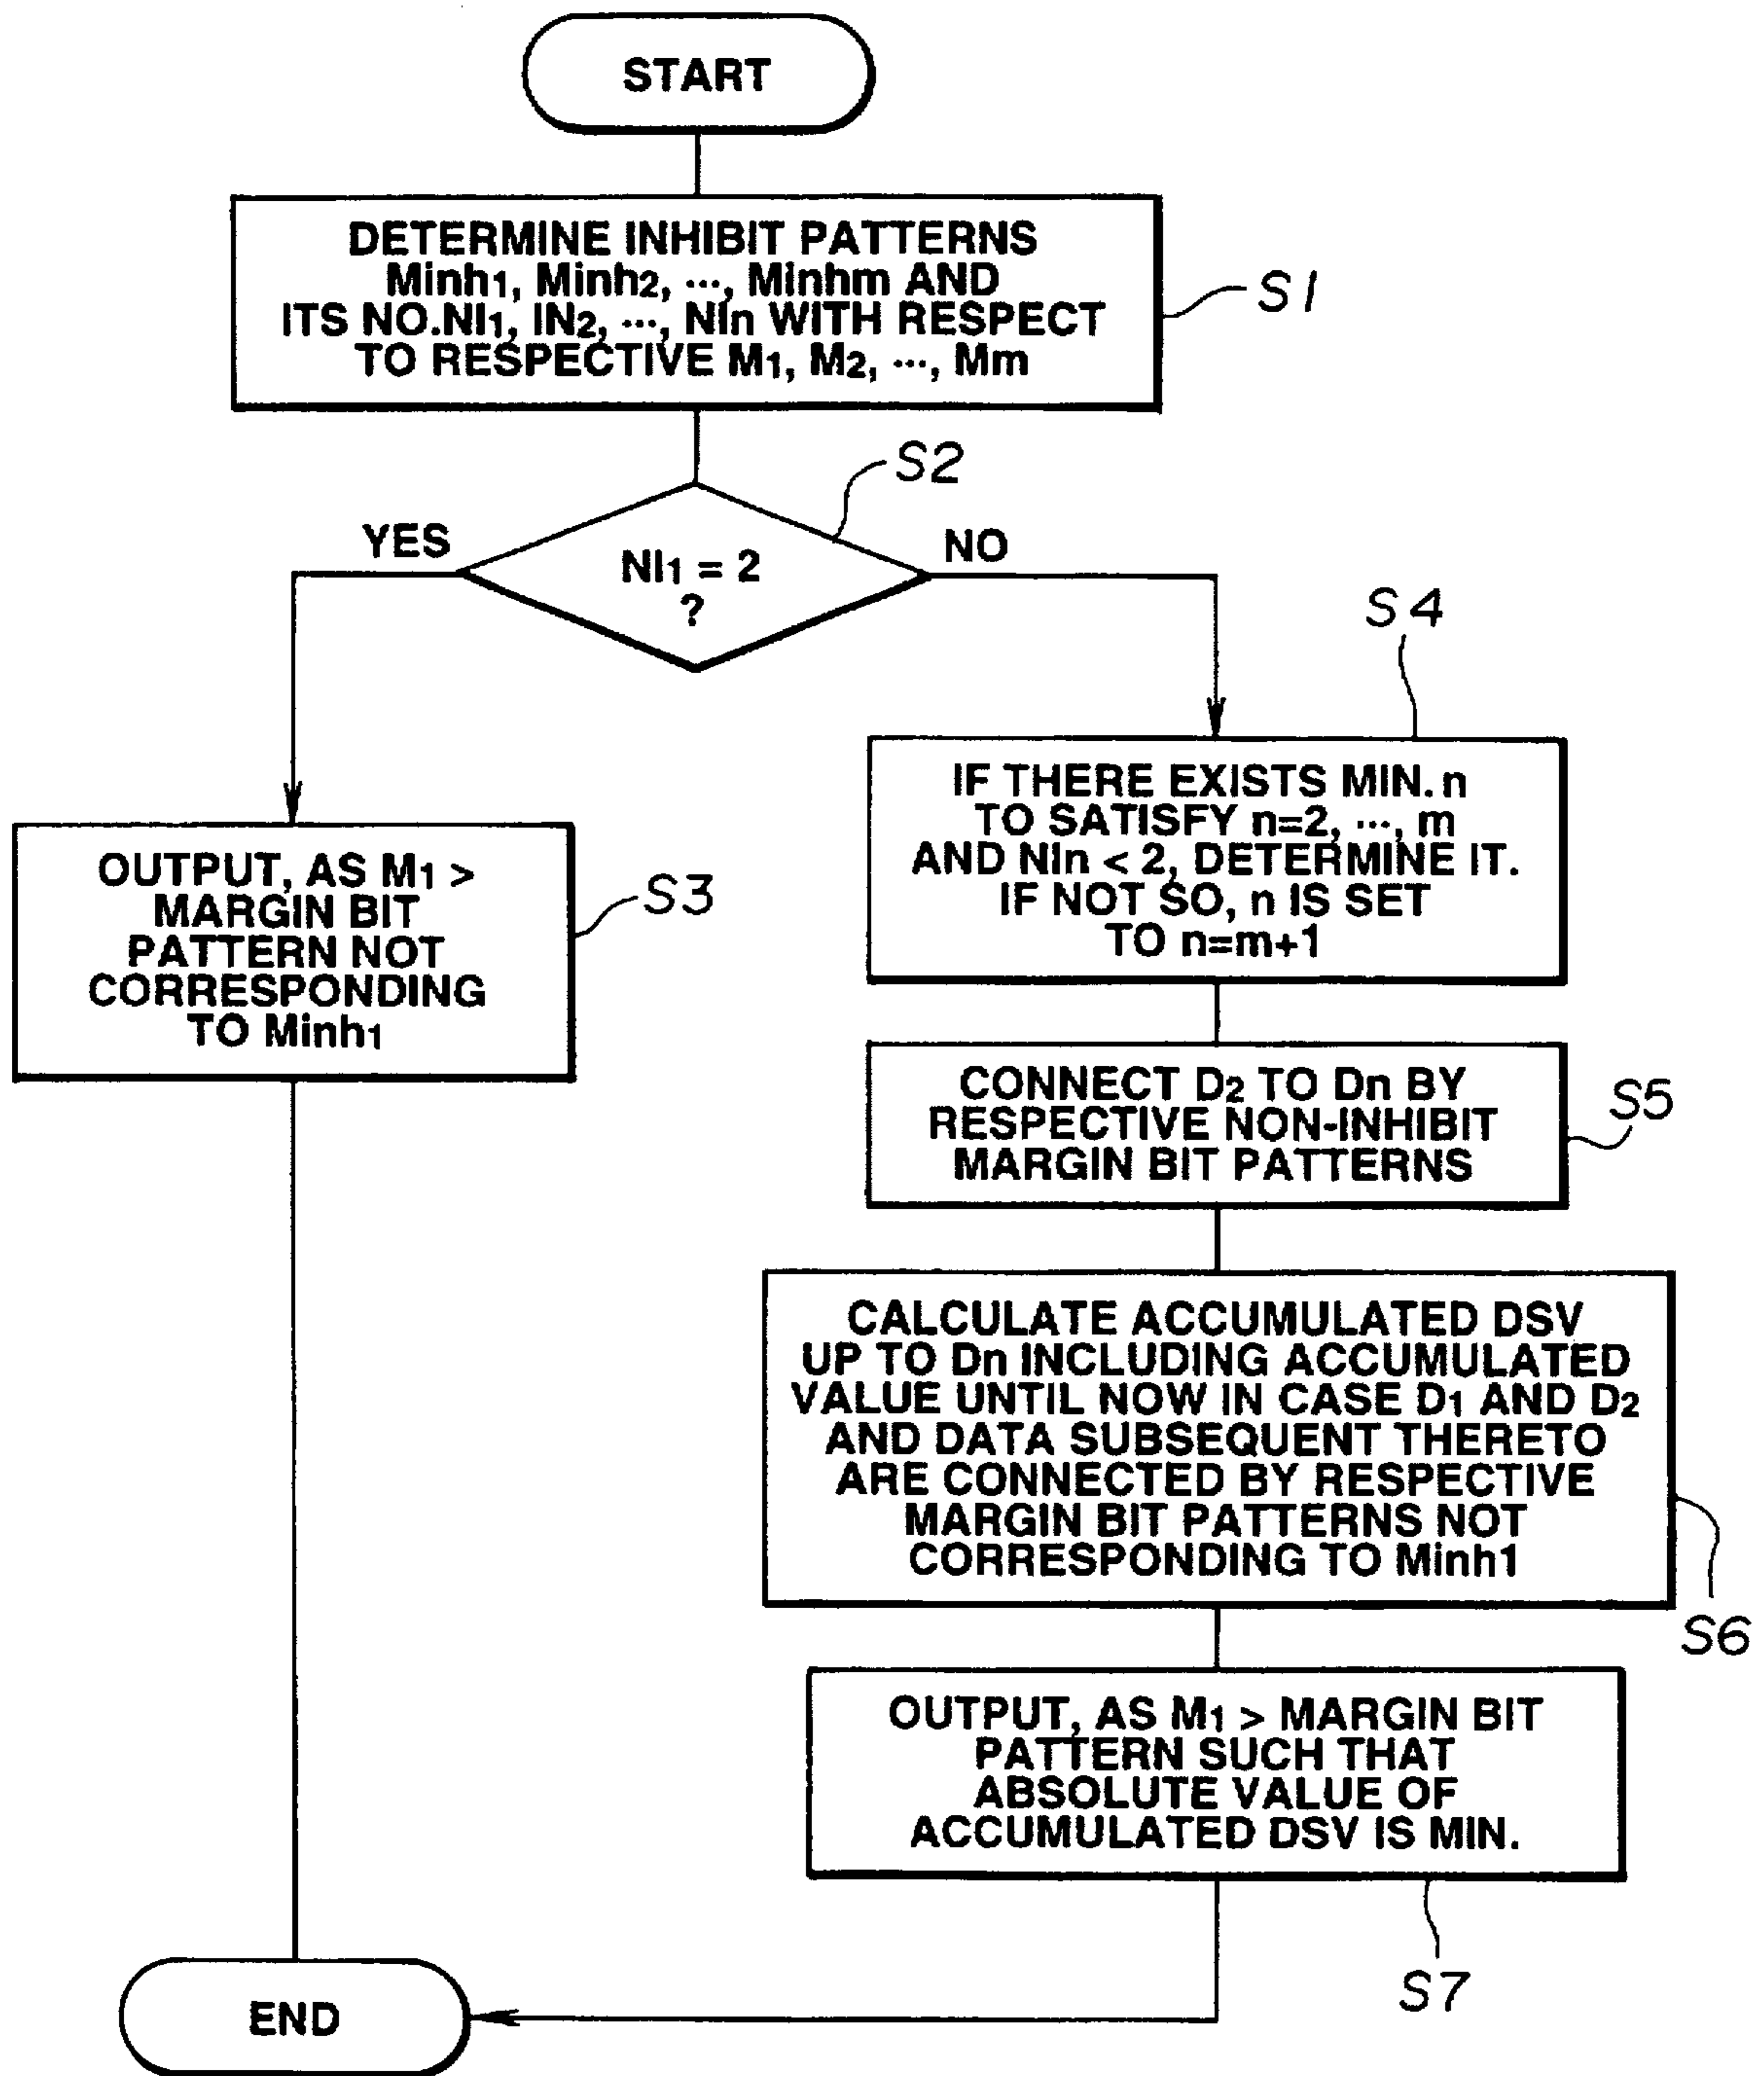 START
DETERMINE INHIBIT PATTERNS
Minh1, Minh2, ···, Minhm AND
ITS NO.NI1, IN2, ···, NIn WITH RESPECT
TO RESPECTIVE M1, M2, ···, Mm
S1
S2
YES
NO
NI1 = 2
?
S4
IF THERE EXISTS MIN. n
TO SATISFY n=2, ···, m
AND NIn < 2, DETERMINE IT.
IF NOT SO, n IS SET
TO n=m+1
OUTPUT, AS M1 >
MARGIN BIT
PATTERN NOT
CORRESPONDING
TO Minh1
S3
CONNECT D2 TO Dn BY
RESPECTIVE NON-INHIBIT
MARGIN BIT PATTERNS
S5
CALCULATE ACCUMULATED DSV
UP TO Dn INCLUDING ACCUMULATED
VALUE UNTIL NOW IN CASE D1 AND D2
AND DATA SUBSEQUENT THERETO
ARE CONNECTED BY RESPECTIVE
MARGIN BIT PATTERNS NOT
CORRESPONDING TO Minh1
S6
OUTPUT, AS M1 > MARGIN BIT
PATTERN SUCH THAT
ABSOLUTE VALUE OF
ACCUMULATED DSV IS MIN.
S7
END